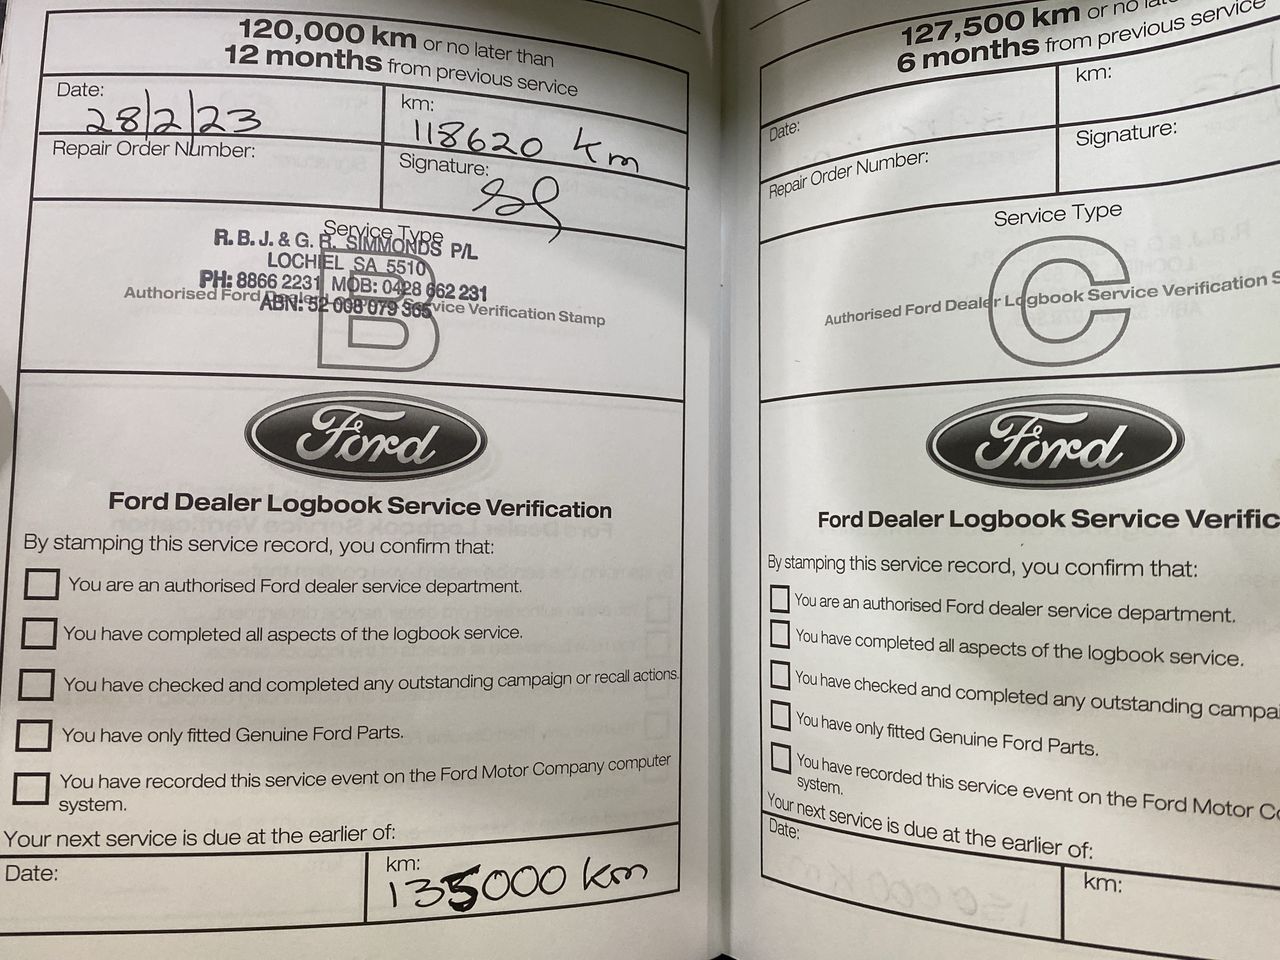 120,000 km or no later than
12 months from previous service
Date:
28/2/23
km:
118620 km
Repair Order Number:
Signature:
Service Type
R. B. J. & G. R. SIMMONDS P/L
LOCHIEL SA 5510
PH: 8866 2231 MOB: 0428 662 231
ABN: 52 008 079 365
Authorised Ford Dealer Logbook Service Verification Stamp
B
Ford
Ford Dealer Logbook Service Verification
By stamping this service record, you confirm that:
You are an authorised Ford dealer service department.
You have completed all aspects of the logbook service.
You have checked and completed any outstanding campaign or recall actions.
You have only fitted Genuine Ford Parts.
You have recorded this service event on the Ford Motor Company computer
system.
Your next service is due at the earlier of:
Date:
km:
135000 km
127,500 km or no
6 months from previous service
Date:
km:
Repair Order Number:
Signature:
Service Type
Authorised Ford Dealer Logbook Service Verification S
C
Ford
Ford Dealer Logbook Service Verific
By stamping this service record, you confirm that:
You are an authorised Ford dealer service department.
You have completed all aspects of the logbook service.
You have checked and completed any outstanding campai
You have only fitted Genuine Ford Parts.
You have recorded this service event on the Ford Motor Co
system.
Your next service is due at the earlier of:
Date:
km: